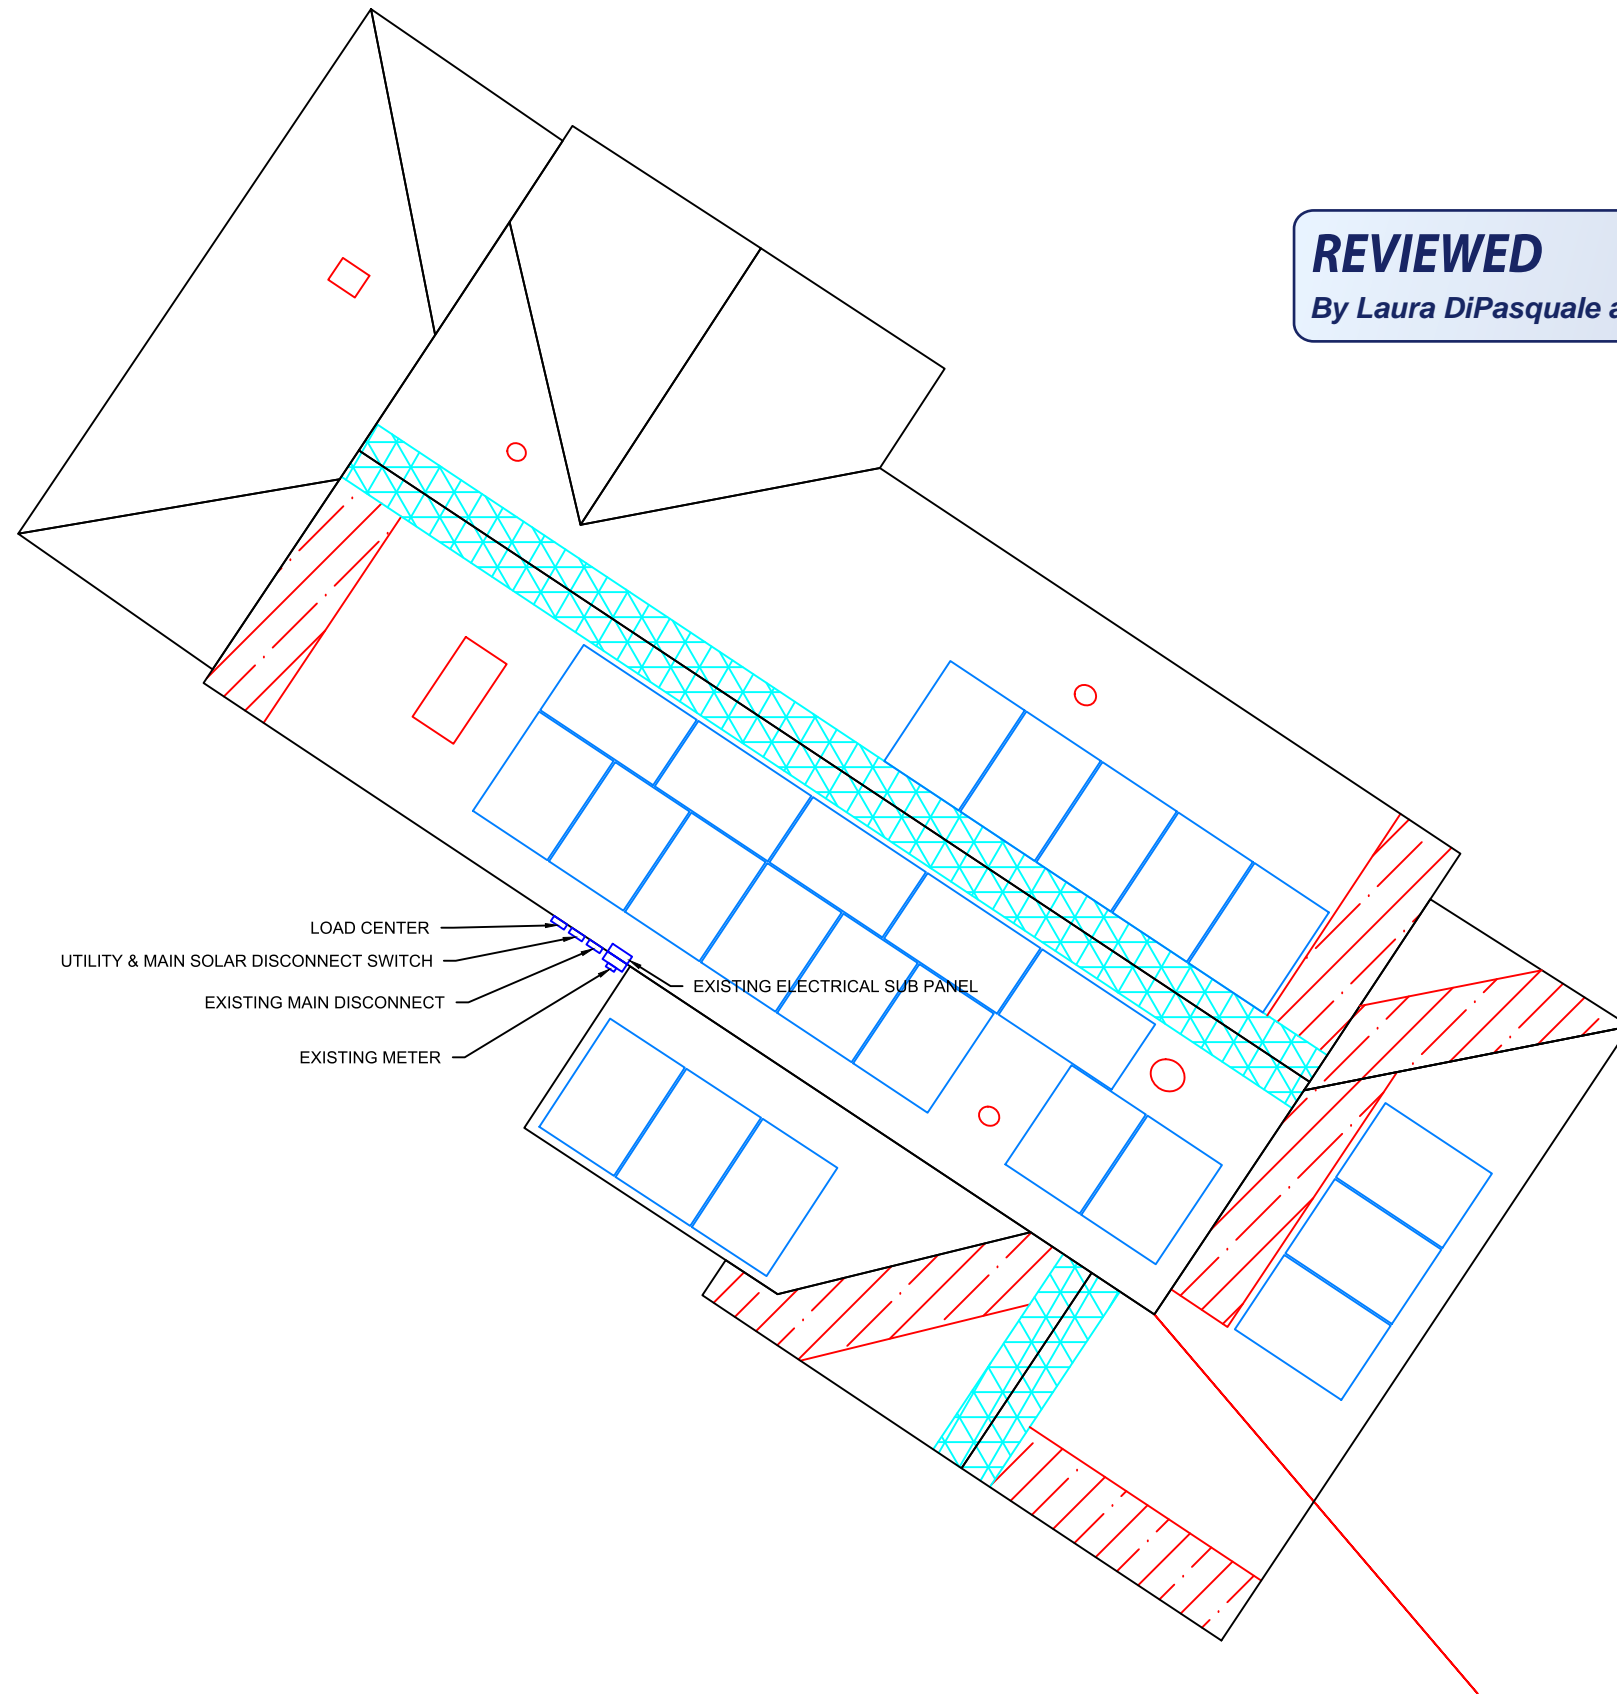 REVIEWED
By Laura DiPasquale a
LOAD CENTER
UTILITY & MAIN SOLAR DISCONNECT SWITCH
EXISTING ELECTRICAL SUB PANEL
EXISTING MAIN DISCONNECT
EXISTING METER